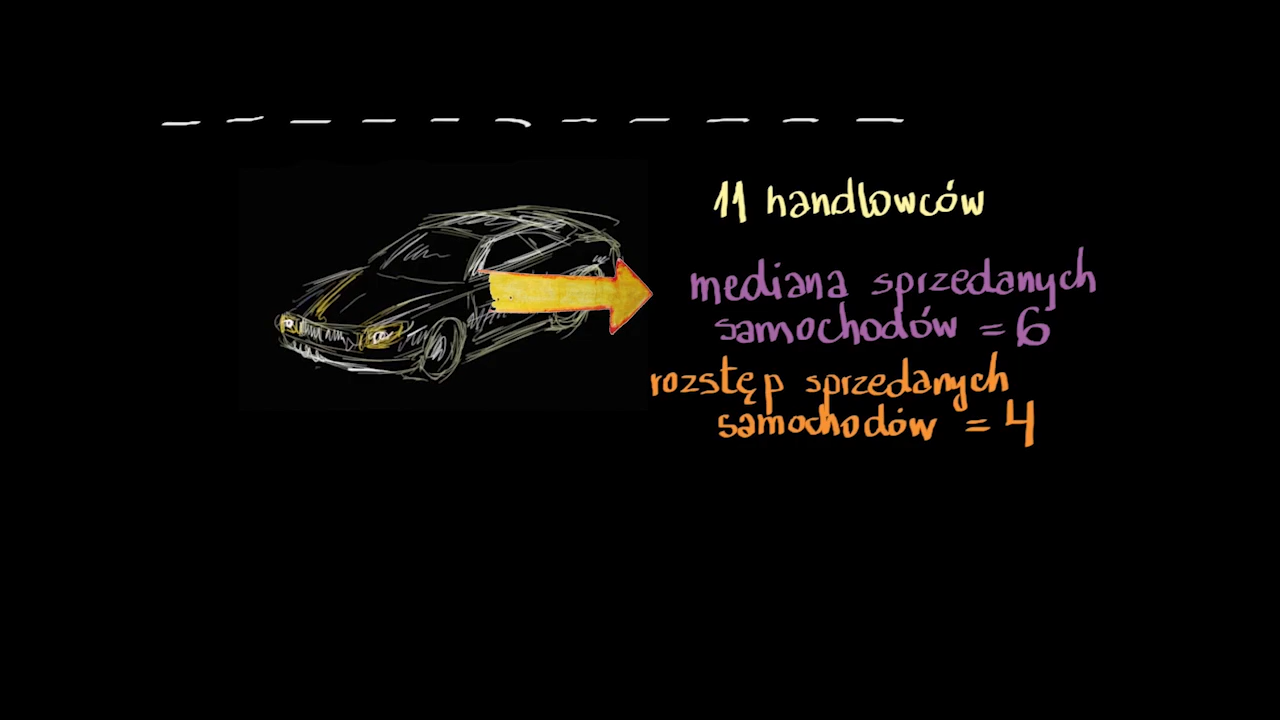 11 handlowców
mediana sprzedanych
samochodów = 6
rozstęp sprzedanych
samochodów = 4